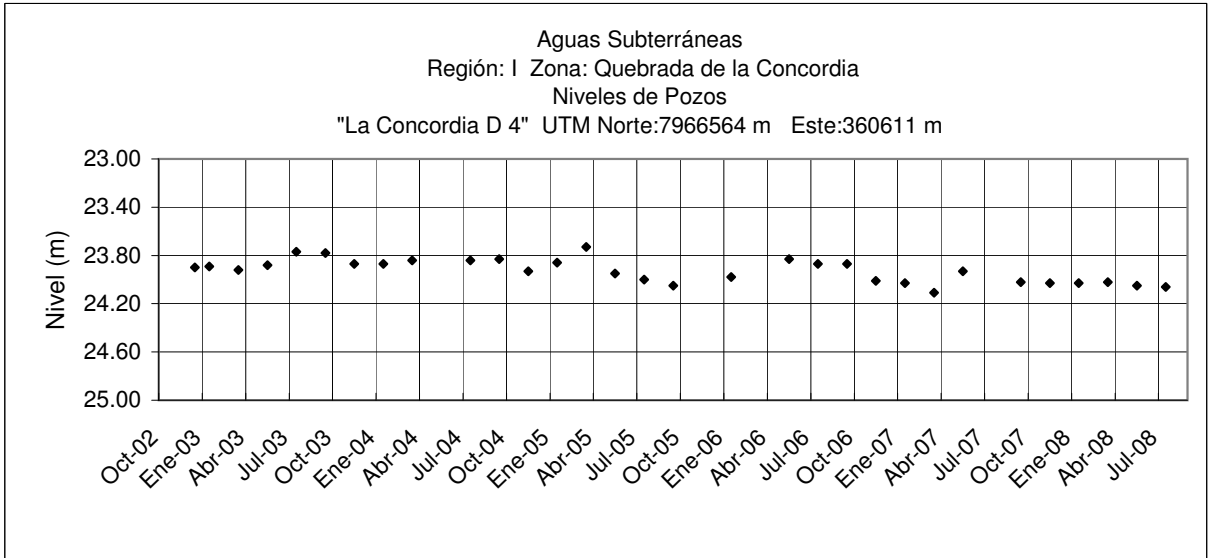 Aguas Subterráneas
Región: I Zona: Quebrada de la Concordia
Niveles de Pozos
"La Concordia D 4" UTM Norte:7966564 m Este:360611 m
Nivel (m)
23.00
23.40
23.80
24.20
24.60
25.00
Oct-02
Ene-03
Abr-03
Jul-03
Oct-03
Ene-04
Abr-04
Jul-04
Oct-04
Ene-05
Abr-05
Jul-05
Oct-05
Ene-06
Abr-06
Jul-06
Oct-06
Ene-07
Abr-07
Jul-07
Oct-07
Ene-08
Abr-08
Jul-08